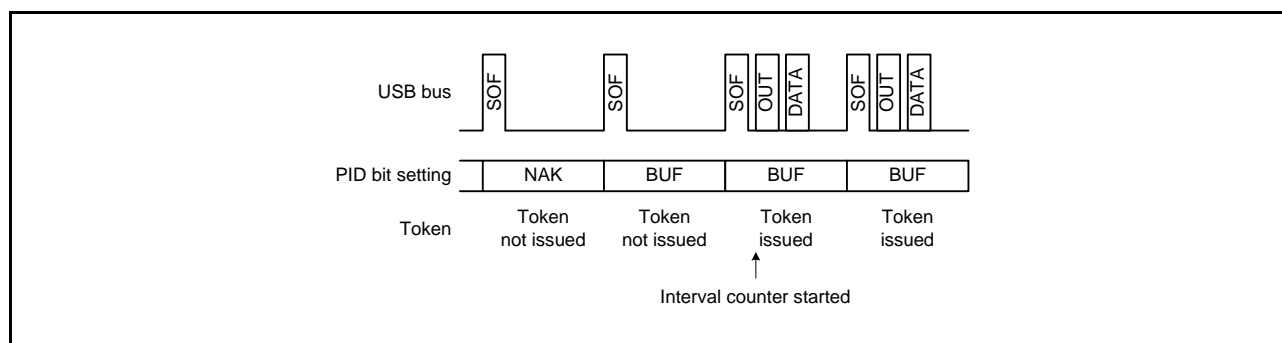 USB bus
SOF
SOF
SOF
OUT
DATA
SOF
OUT
DATA
PID bit setting
NAK
BUF
BUF
BUF
Token
Token
not issued
Token
not issued
Token
issued
Token
issued
Interval counter started